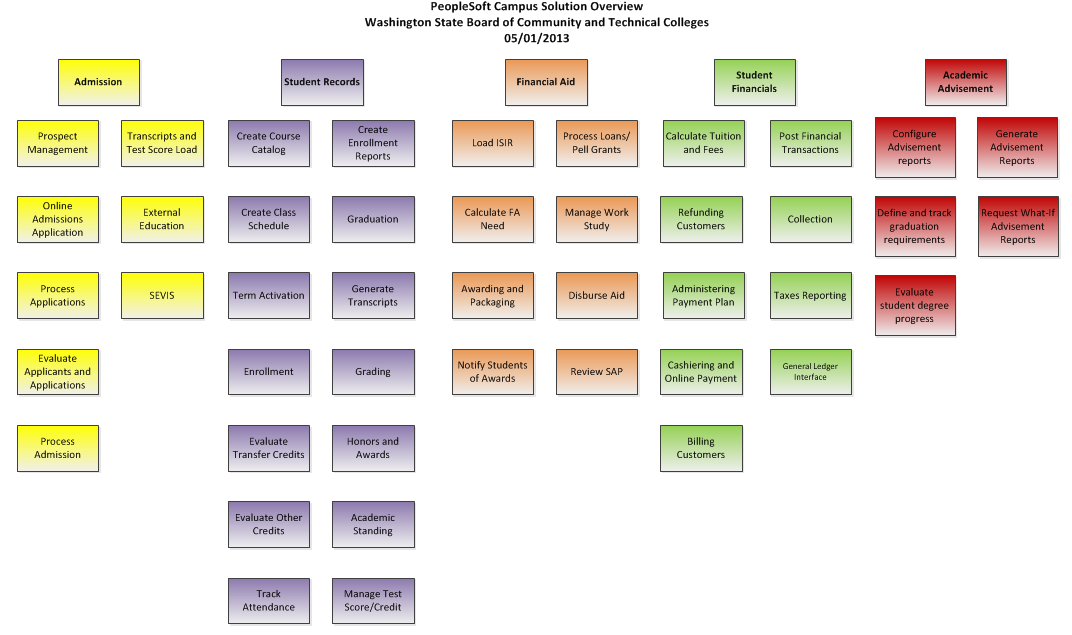 PeopleSoft Campus Solution Overview
Washington State Board of Community and Technical Colleges
05/01/2013
Admission
Prospect
Management
Transcripts and
Test Score Load
Online
Admissions
Application
External
Education
Process
Applications
SEVIS
Evaluate
Applicants and
Applications
Process
Admission
Student Records
Create Course
Catalog
Create
Enrollment
Reports
Create Class
Schedule
Graduation
Term Activation
Generate
Transcripts
Enrollment
Grading
Evaluate
Transfer Credits
Honors and
Awards
Evaluate Other
Credits
Academic
Standing
Track
Attendance
Manage Test
Score/Credit
Financial Aid
Load ISIR
Process Loans/
Pell Grants
Calculate FA
Need
Manage Work
Study
Awarding and
Packaging
Disburse Aid
Notify Students
of Awards
Review SAP
Student
Financials
Calculate Tuition
and Fees
Post Financial
Transactions
Refunding
Customers
Collection
Administering
Payment Plan
Taxes Reporting
Cashiering and
Online Payment
General Ledger
Interface
Billing
Customers
Academic
Advisement
Configure
Advisement
reports
Generate
Advisement
Reports
Define and track
graduation
requirements
Request What-If
Advisement
Reports
Evaluate
student degree
progress